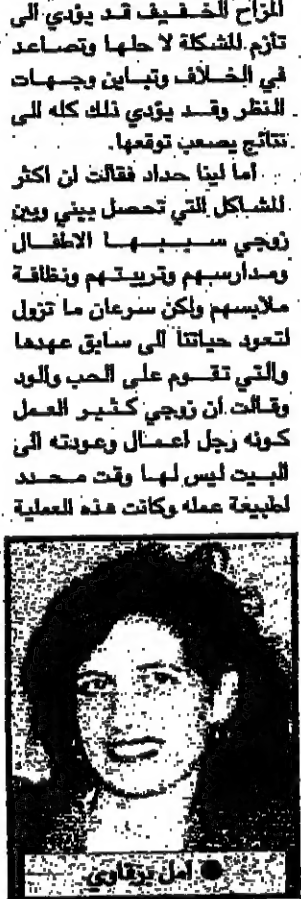 المزاح الخفيف قد يؤدي الى
تأزم المشكلة لا حلها وتصاعد
في الخلاف وتباين وجهات
النظر وقد يؤدي ذلك كله الى
نتائج يصعب توقعها.
أما لينا حداد فقالت ان اكثر
المشاكل التي تحصل بيني وبين
زوجي سببها الاطفال
ومدارسهم وتربيتهم ونظافة
ملابسهم ولكن سرعان ما تزول
لتعود حياتنا الى سابق عهدها
والتي تقوم على الحب والود
وقالت ان زوجي كثير العمل
كونه رجل اعمال وعودته الى
البيت ليس لها وقت محدد
لطبيعة عمله وكانت هذه العملية
● امل برقاوي